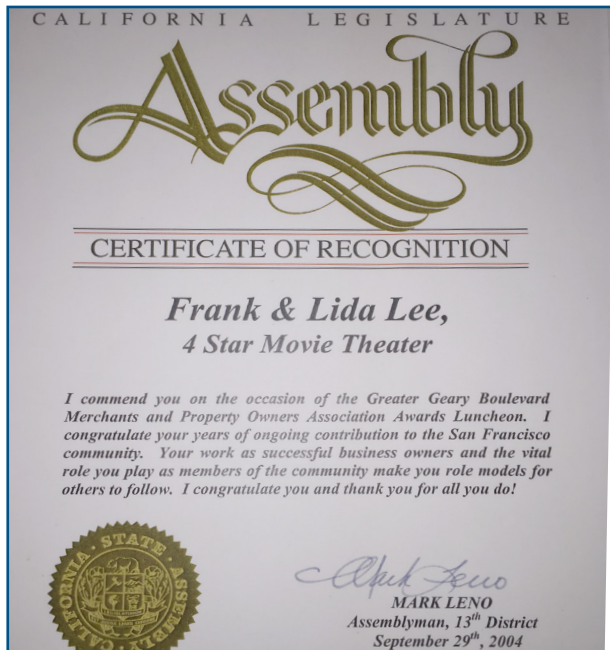 CALIFORNIA LEGISLATURE
Assembly
CERTIFICATE OF RECOGNITION
Frank & Lida Lee,
4 Star Movie Theater
I commend you on the occasion of the Greater Geary Boulevard
Merchants and Property Owners Association Awards Luncheon. I
congratulate your years of ongoing contribution to the San Francisco
community. Your work as successful business owners and the vital
role you play as members of the community make you role models for
others to follow. I congratulate you and thank you for all you do!
CALIFORNIA · STATE ASSEMBLY ·
Mark Leno
MARK LENO
Assemblyman, 13th District
September 29th, 2004